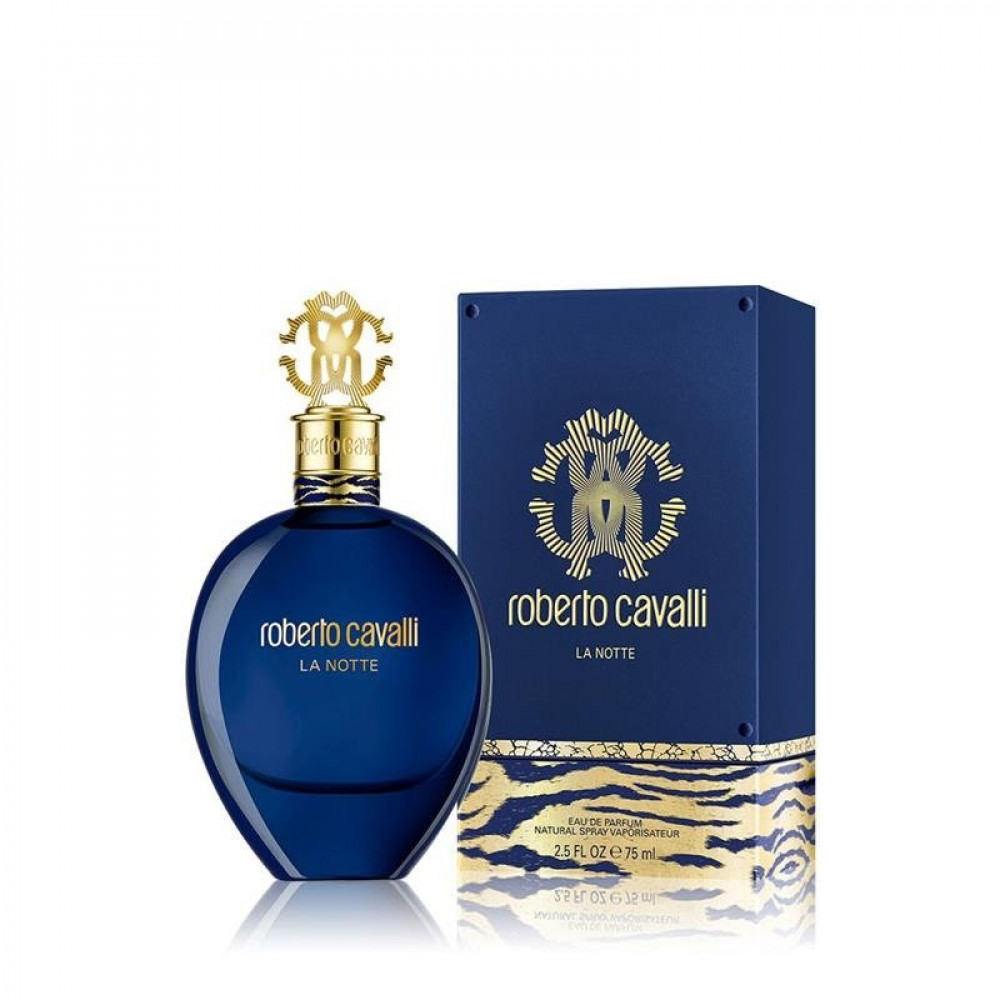 roberto cavalli
roberto cavalli
LA NOTTE
roberto cavalli
LA NOTTE
EAU DE PARFUM
NATURAL SPRAY VAPORISATEUR
2.5 FL OZ ℮ 75 ml